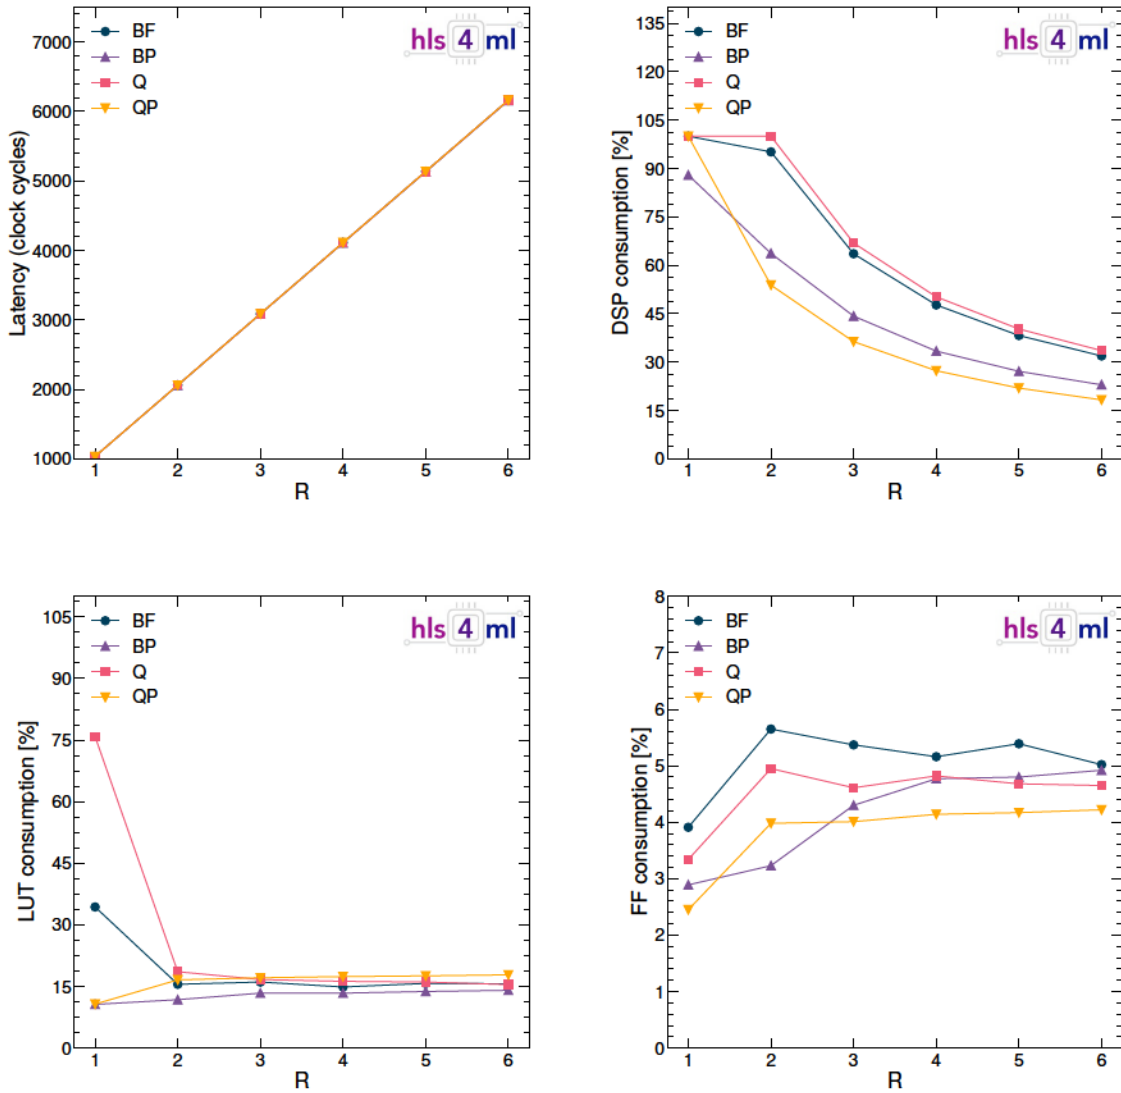 7000
6000
5000
4000
3000
2000
1000
Latency (clock cycles)
BF
BP
Q
QP
hls 4 ml
1 2 3 4 5 6
R
135
120
105
90
75
60
45
30
15
0
DSP consumption [%]
BF
BP
Q
QP
hls 4 ml
1 2 3 4 5 6
R
105
90
75
60
45
30
15
0
LUT consumption [%]
BF
BP
Q
QP
hls 4 ml
1 2 3 4 5 6
R
8
7
6
5
4
3
2
1
0
FF consumption [%]
BF
BP
Q
QP
hls 4 ml
1 2 3 4 5 6
R